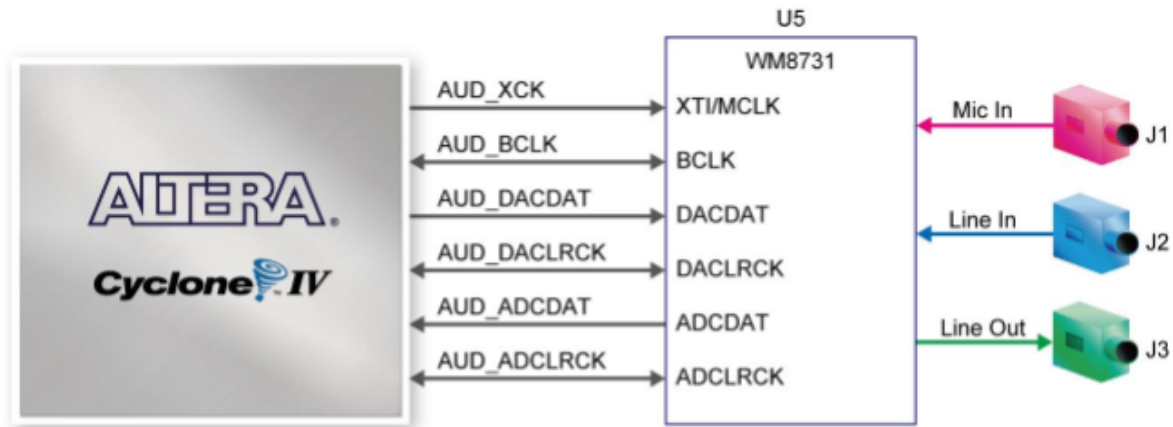 U5
WM8731
AUD_XCK
XTI/MCLK
Mic In
J1
AUD_BCLK
BCLK
ALTERA®
Cyclone™ IV
AUD_DACDAT
DACDAT
Line In
J2
AUD_DACLRCK
DACLRCK
AUD_ADCDAT
ADCDAT
Line Out
J3
AUD_ADCLRCK
ADCLRCK